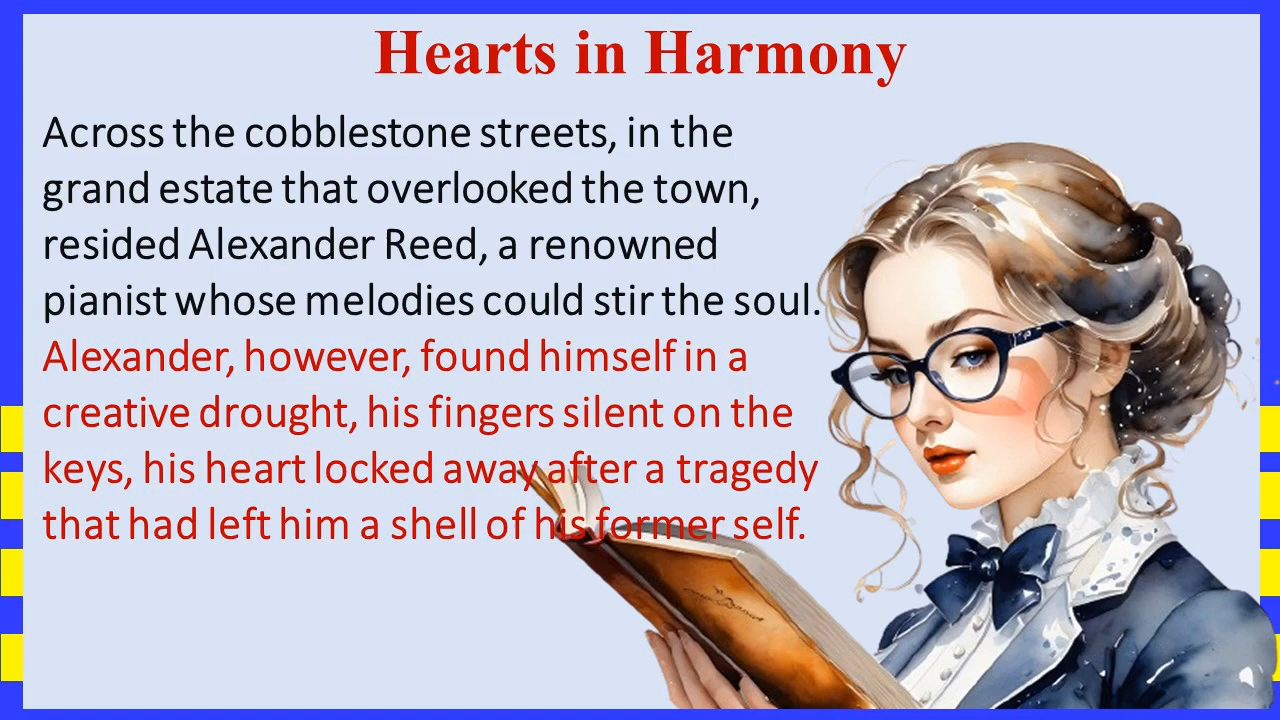 Hearts in Harmony
Across the cobblestone streets, in the
grand estate that overlooked the town,
resided Alexander Reed, a renowned
pianist whose melodies could stir the soul.
Alexander, however, found himself in a
creative drought, his fingers silent on the
keys, his heart locked away after a tragedy
that had left him a shell of his former self.